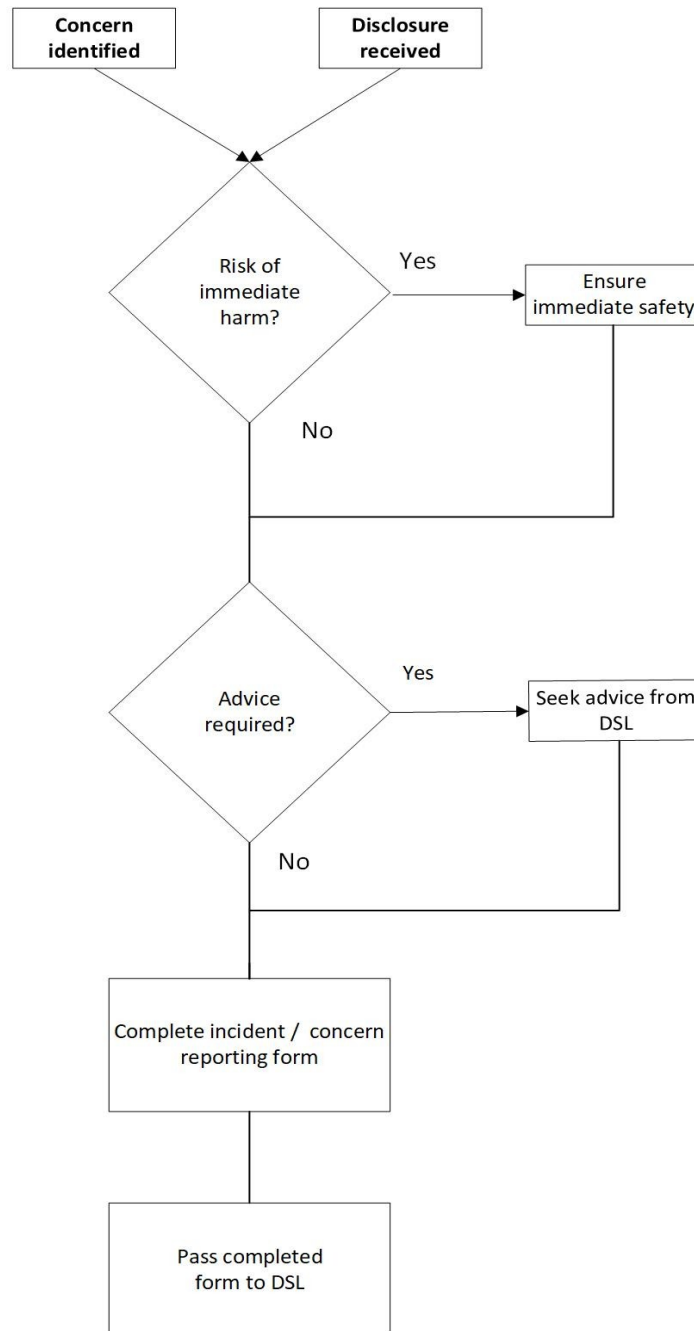 Concern
identified
Disclosure
received
Risk of
immediate
harm?
Yes
Ensure
immediate safety
No
Advice
required?
Yes
Seek advice from
DSL
No
Complete incident / concern
reporting form
Pass completed
form to DSL